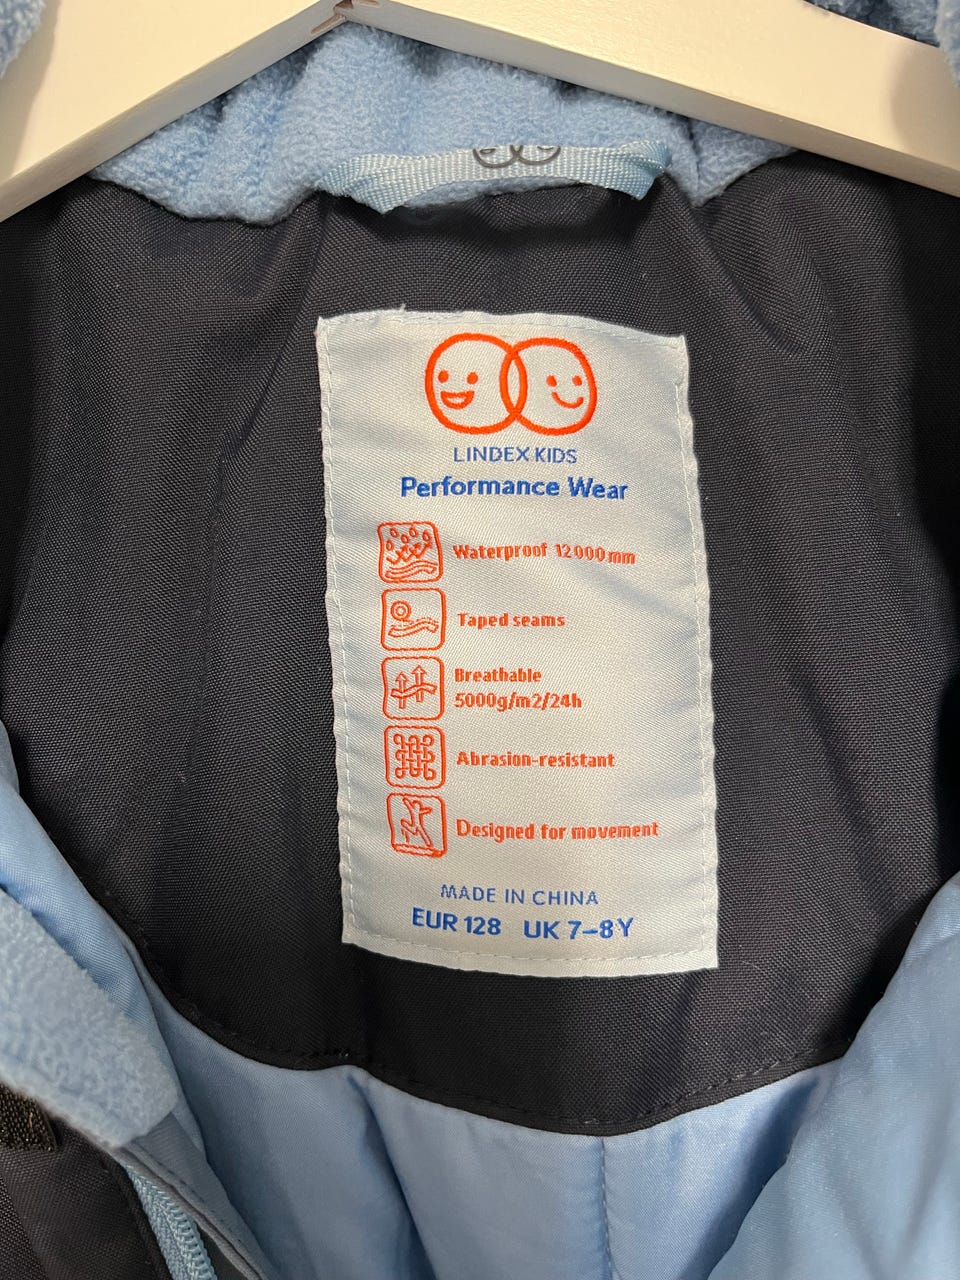 LINDEX KIDS
Performance Wear
Waterproof 12000mm
Taped seams
Breathable
5000g/m2/24h
Abrasion-resistant
Designed for movement
MADE IN CHINA
EUR 128 UK 7-8Y